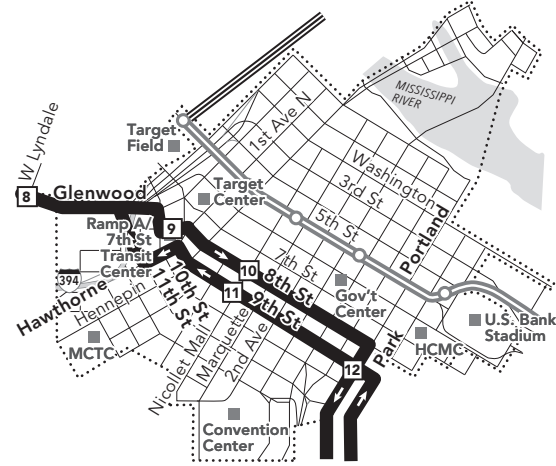 MISSISSIPPI
RIVER
W Lyndale
1st Ave N
Target
Field
Washington
3rd St
8
Glenwood
Target
Center
Ramp A/
7th St
Transit
Center
9
5th St
Portland
7th St
10
8th St
394
10th St
11th St
11
9th St
Gov't
Center
Hawthorne
Hennepin
U.S. Bank
Stadium
HCMC
MCTC
Nicollet Mall
Marquette
2nd Ave
Park
12
Convention
Center